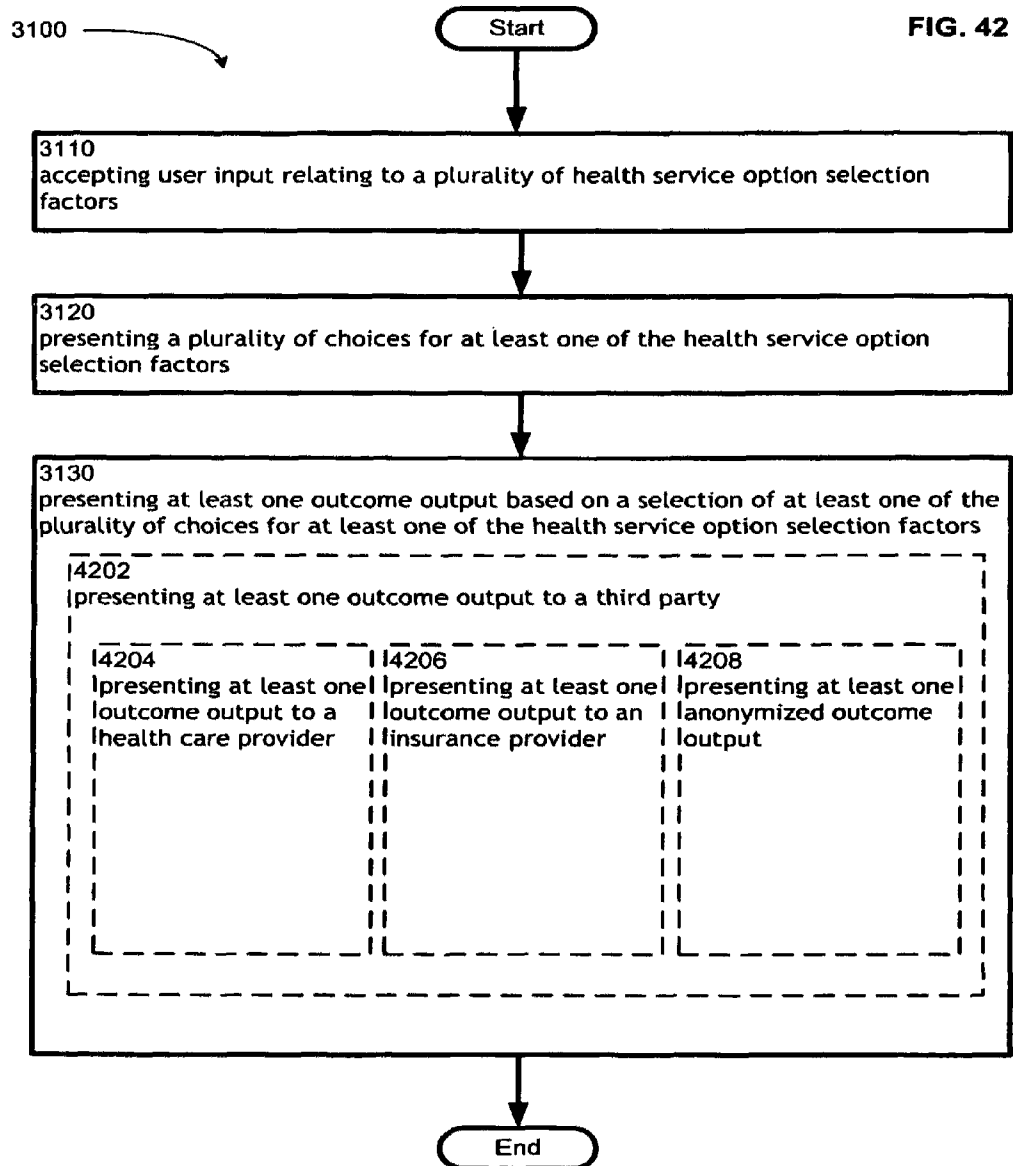 3100
Start
FIG. 42
3110
accepting user input relating to a plurality of health service option selection
factors
3120
presenting a plurality of choices for at least one of the health service option
selection factors
3130
presenting at least one outcome output based on a selection of at least one of the
plurality of choices for at least one of the health service option selection factors
4202
presenting at least one outcome output to a third party
4204
presenting at least one
outcome output to a
health care provider
4206
presenting at least one
outcome output to an
insurance provider
4208
presenting at least one
anonymized outcome
output
End